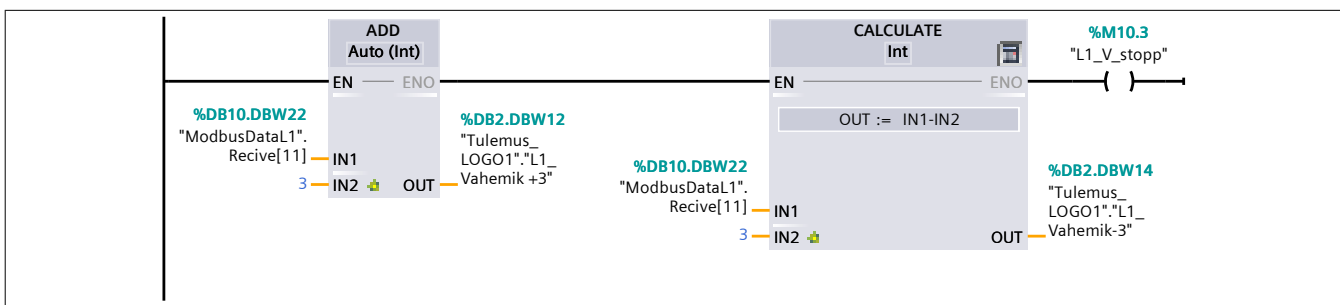 ADD
Auto (Int)
EN
ENO
%DB10.DBW22
"ModbusDataL1".
Recive[11]
IN1
3
IN2
OUT
%DB2.DBW12
"Tulemus_
LOGO1"."L1_
Vahemik +3"
CALCULATE
Int
EN
ENO
OUT := IN1-IN2
%DB10.DBW22
"ModbusDataL1".
Recive[11]
IN1
3
IN2
OUT
%DB2.DBW14
"Tulemus_
LOGO1"."L1_
Vahemik-3"
%M10.3
"L1_V_stopp"